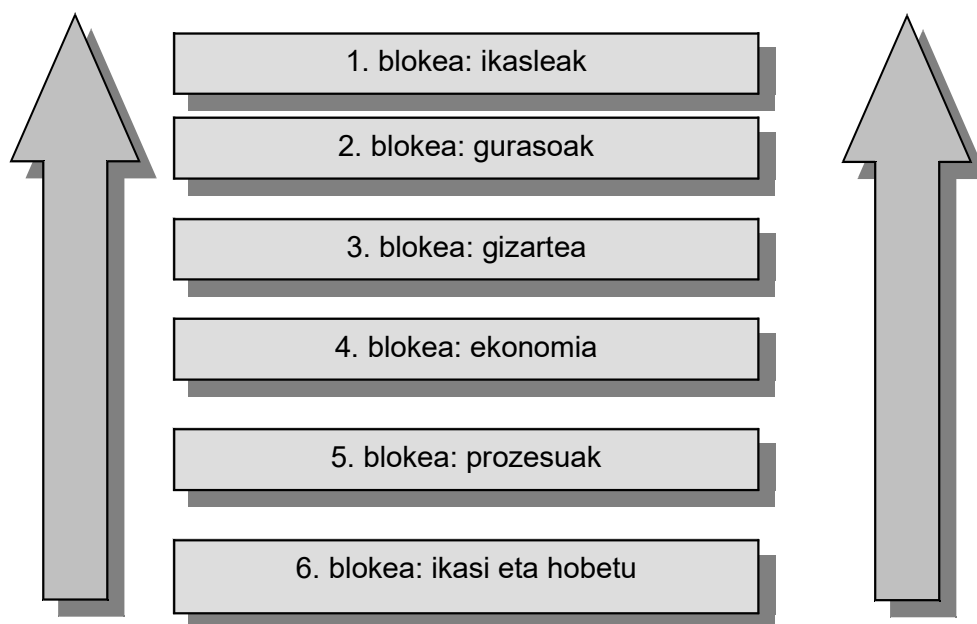 1. blokea: ikasleak
2. blokea: gurasoak
3. blokea: gizartea
4. blokea: ekonomia
5. blokea: prozesuak
6. blokea: ikasi eta hobetu